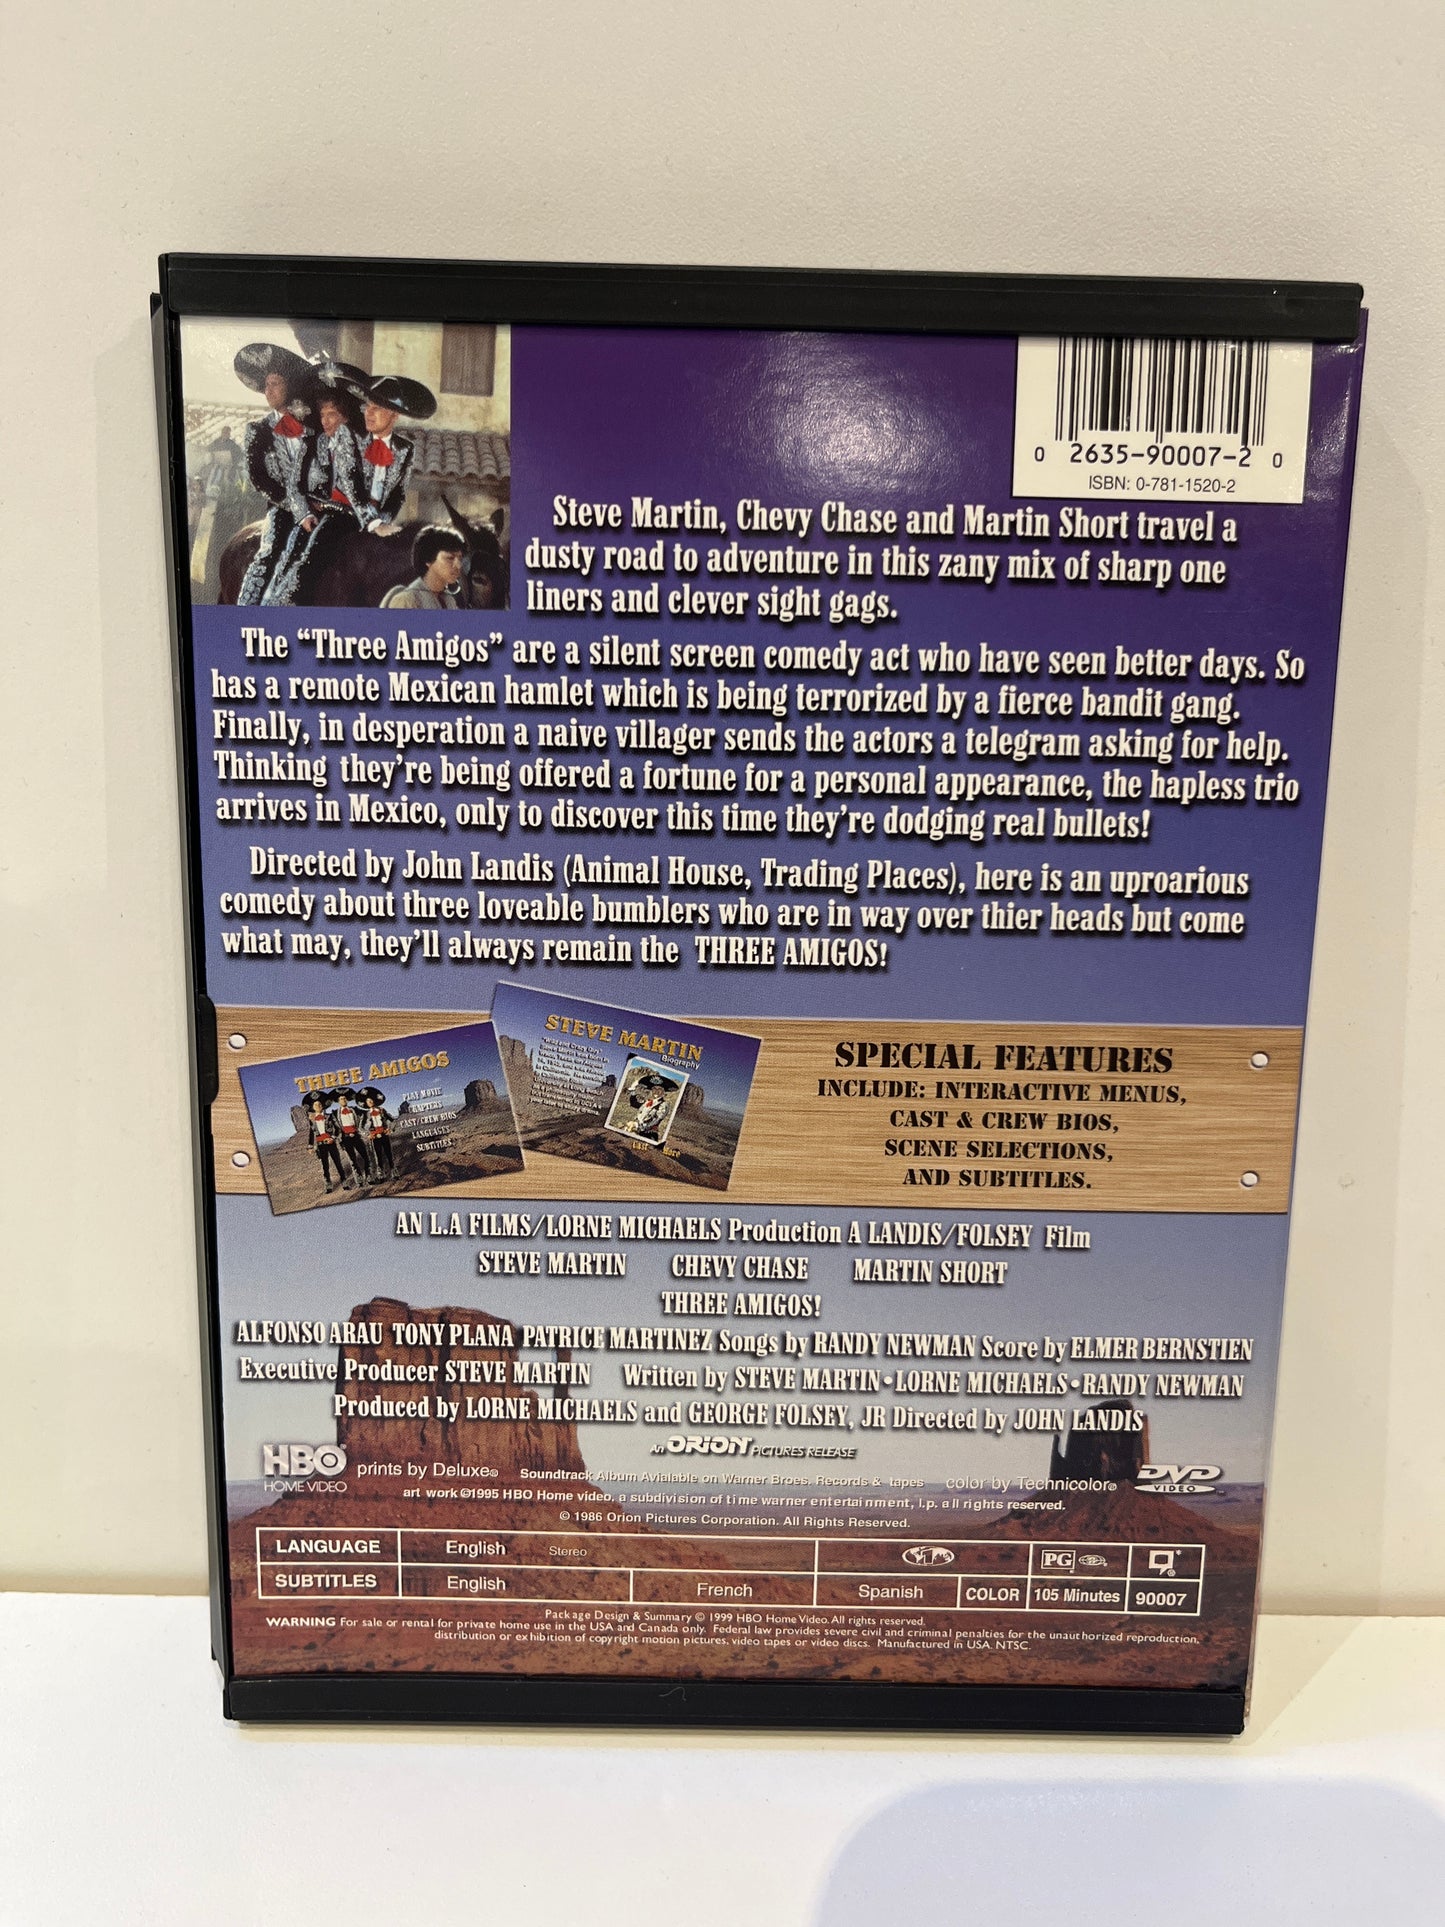 0 2635-90007-2 0
ISBN: 0-781-1520-2
Steve Martin, Chevy Chase and Martin Short travel a
dusty road to adventure in this zany mix of sharp one
liners and clever sight gags.
The “Three Amigos” are a silent screen comedy act who have seen better days. So
has a remote Mexican hamlet which is being terrorized by a fierce bandit gang.
Finally, in desperation a naive villager sends the actors a telegram asking for help.
Thinking they’re being offered a fortune for a personal appearance, the hapless trio
arrives in Mexico, only to discover this time they’re dodging real bullets!
Directed by John Landis (Animal House, Trading Places), here is an uproarious
comedy about three loveable bumblers who are in way over thier heads but come
what may, they’ll always remain the THREE AMIGOS!
THREE AMIGOS
PLAY MOVIE
CHAPTERS
CAST/CREW BIOS
LANGUAGES
SUBTITLES
STEVE MARTIN
Biography
Cast More
SPECIAL FEATURES
INCLUDE: INTERACTIVE MENUS,
CAST & CREW BIOS,
SCENE SELECTIONS,
AND SUBTITLES.
AN L.A FILMS/LORNE MICHAELS Production A LANDIS/FOLSEY Film
STEVE MARTIN CHEVY CHASE MARTIN SHORT
THREE AMIGOS!
ALFONSO ARAU TONY PLANA PATRICE MARTINEZ Songs by RANDY NEWMAN Score by ELMER BERNSTIEN
Executive Producer STEVE MARTIN Written by STEVE MARTIN•LORNE MICHAELS•RANDY NEWMAN
Produced by LORNE MICHAELS and GEORGE FOLSEY, JR Directed by JOHN LANDIS
An ORION PICTURES RELEASE
HBO HOME VIDEO
prints by Deluxe® Soundtrack Album Avialable on Warner Broes. Records & tapes color by Technicolor®
DVD VIDEO
art work ©1995 HBO Home video, a subdivision of time warner entertainment, l.p. all rights reserved.
© 1986 Orion Pictures Corporation. All Rights Reserved.
LANGUAGE English Stereo PG
SUBTITLES English French Spanish COLOR 105 Minutes 90007
Package Design & Summary © 1999 HBO Home Video. All rights reserved.
WARNING For sale or rental for private home use in the USA and Canada only. Federal law provides severe civil and criminal penalties for the unauthorized reproduction,
distribution or exhibition of copyright motion pictures, video tapes or video discs. Manufactured in USA. NTSC.